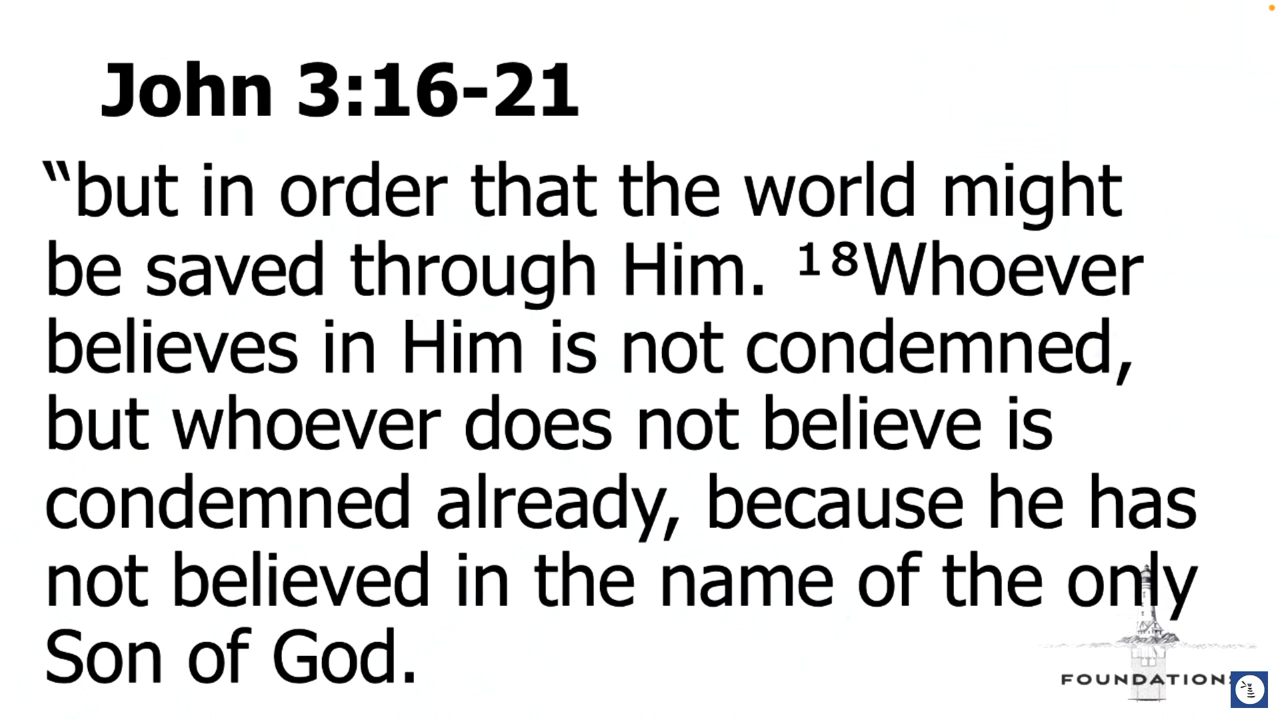 John 3:16-21
“but in order that the world might
be saved through Him. ¹⁸Whoever
believes in Him is not condemned,
but whoever does not believe is
condemned already, because he has
not believed in the name of the only
Son of God.
FOUNDATIONS